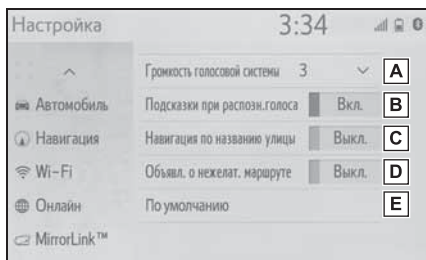 Настройка 3:34
Громкость голосовой системы 3 A
Автомобиль Подсказки при распозн.голоса Вкл. B
Навигация Навигация по названию улицы Выкл. C
Wi-Fi Объявл. о нежелат. маршруте Выкл. D
Онлайн По умолчанию E
MirrorLink™